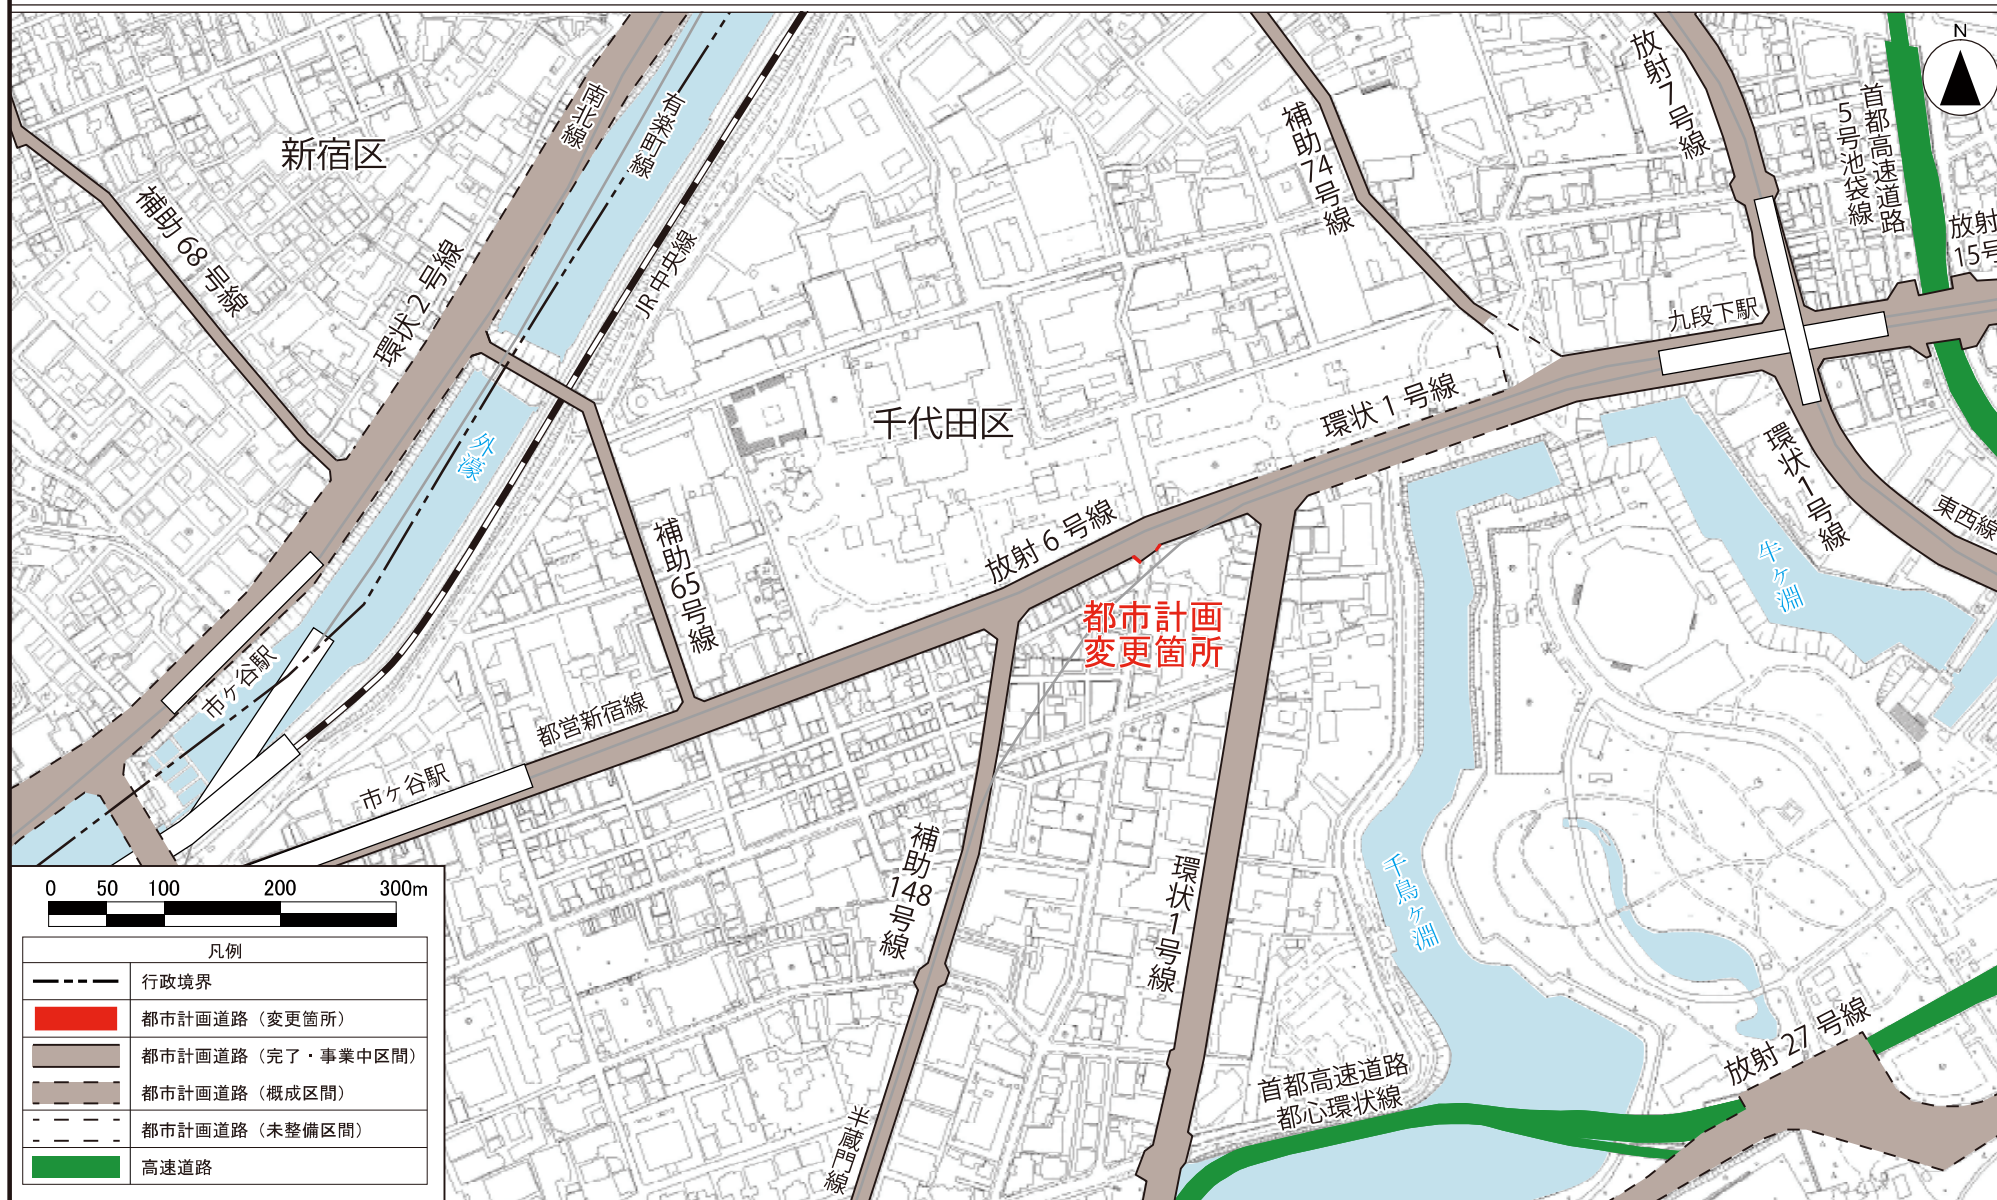 N
新宿区
南北線
有楽町線
補助68号線
環状2号線
JR中央線
補助74号線
放射7号線
首都高速道路
5号池袋線
放射
15号
九段下駅
千代田区
環状1号線
外濠
環状1号線
東西線
放射6号線
補助65号線
牛ヶ淵
都市計画
変更箇所
市ヶ谷駅
都営新宿線
市ヶ谷駅
補助148号線
環状1号線
千鳥ヶ淵
放射27号線
首都高速道路
都心環状線
半蔵門線
0 50 100 200 300m
凡例
行政境界
都市計画道路（変更箇所）
都市計画道路（完了・事業中区間）
都市計画道路（概成区間）
都市計画道路（未整備区間）
高速道路